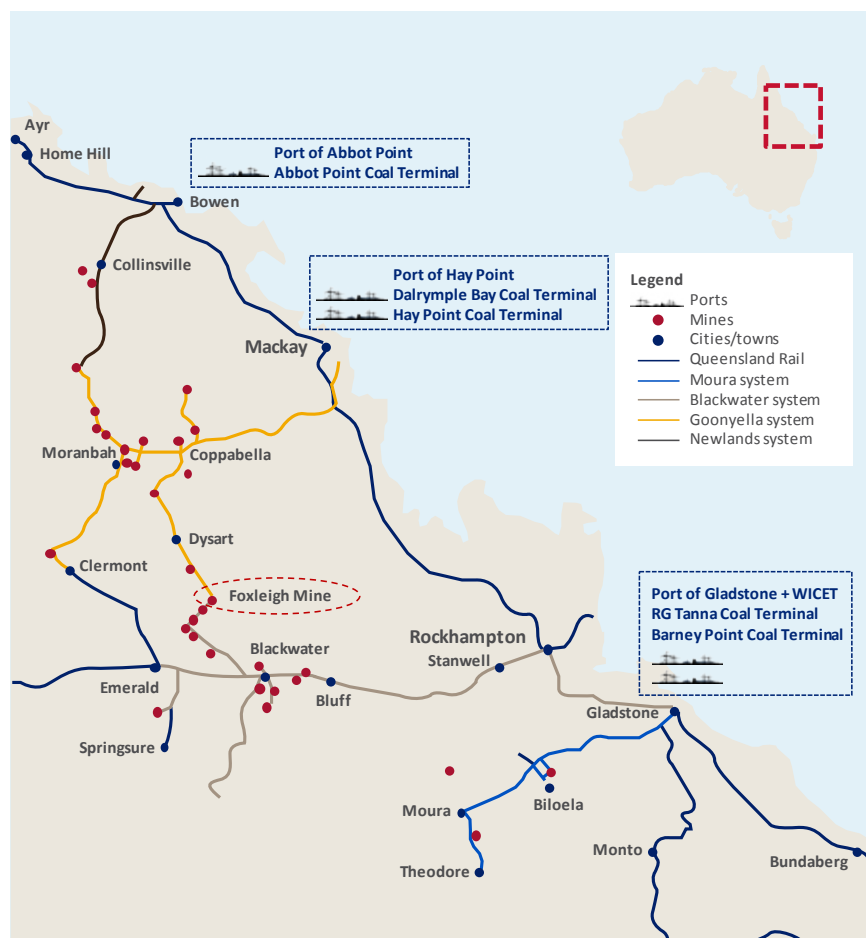 Ayr
Home Hill
Port of Abbot Point
Abbot Point Coal Terminal
Bowen
Collinsville
Port of Hay Point
Dalrymple Bay Coal Terminal
Hay Point Coal Terminal
Legend
Ports
Mines
Cities/towns
Queensland Rail
Moura system
Blackwater system
Goonyella system
Newlands system
Mackay
Moranbah
Coppabella
Dysart
Clermont
Foxleigh Mine
Port of Gladstone + WICET
RG Tanna Coal Terminal
Barney Point Coal Terminal
Rockhampton
Blackwater
Stanwell
Emerald
Bluff
Gladstone
Springsure
Moura
Biloela
Monto
Bundaberg
Theodore